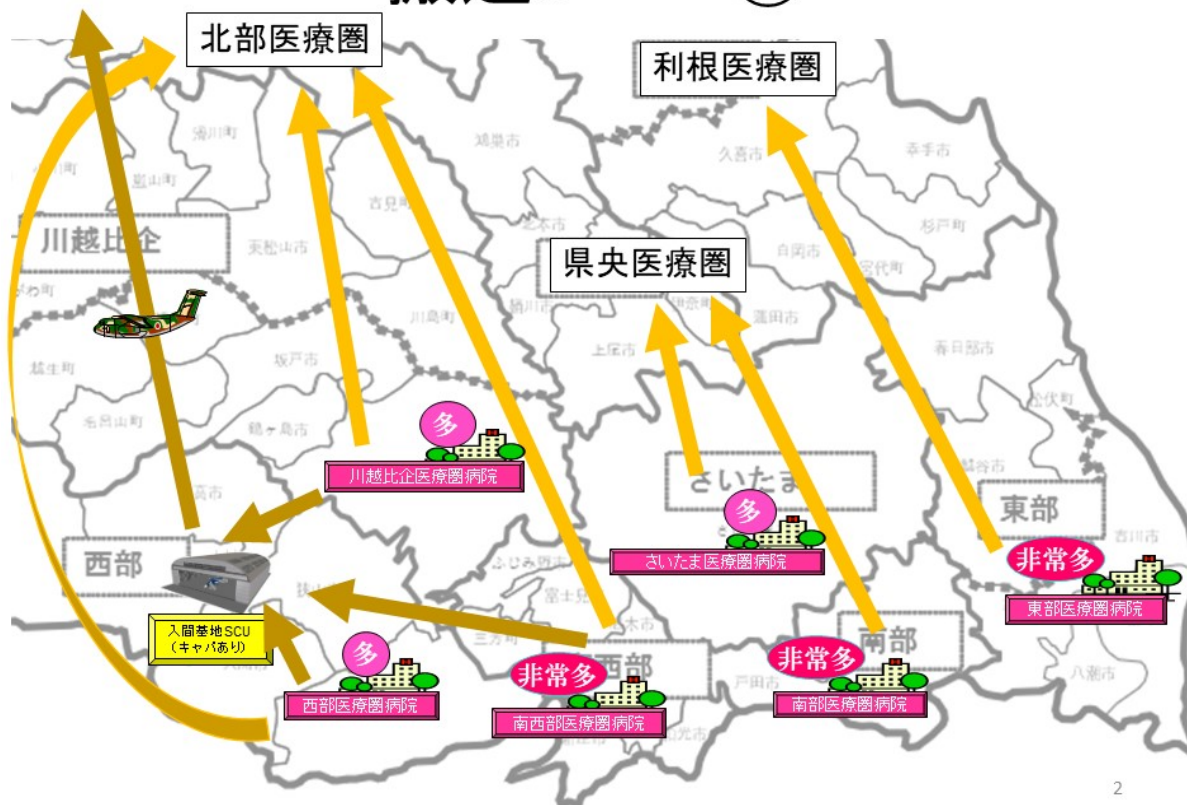 北部医療圏
利根医療圏
滑川町
嵐山町
鴻巣市
久喜市
幸手市
吉見町
杉戸町
川越比企
東松山市
県央医療圏
白岡市
宮代町
川島町
桶川市
伊奈町
蓮田市
上尾市
春日部市
越生町
坂戸市
松伏町
毛呂山町
鶴ヶ島市
多
川越比企医療圏病院
さいたま
越谷市
東部
多
吉川市
西部
ふじみ野市
さいたま医療圏病院
非常多
富士見
東部医療圏病院
入間基地SCU
(キャパあり)
三芳町
多
非常多
西部
非常多
南部
戸田市
八潮市
西部医療圏病院
南西部医療圏病院
南部医療圏病院
2